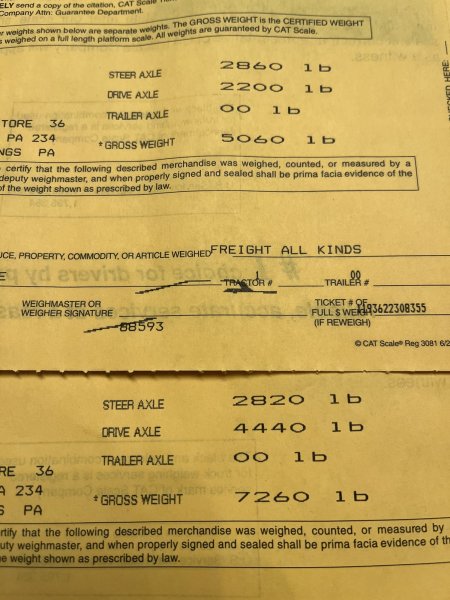 ELY send a copy of the citation, CAT Scale
Company Attn: Guarantee Department.
r weights shown below are separate weights. The GROSS WEIGHT is the CERTIFIED WEIGHT
s weighed on a full length platform scale. All weights are guaranteed by CAT Scale.
STEER AXLE 2860 lb
DRIVE AXLE 2200 lb
TRAILER AXLE 00 lb
TORE 36
PA 234
* GROSS WEIGHT 5060 lb
NGS PA
certify that the following described merchandise was weighed, counted, or measured by a
deputy weighmaster, and when properly signed and sealed shall be prima facia evidence of the
of the weight shown as prescribed by law.
UCE, PROPERTY, COMMODITY, OR ARTICLE WEIGHED FREIGHT ALL KINDS
1 00
TRACTOR # TRAILER #
WEIGHMASTER OR
WEIGHER SIGNATURE
88593
TICKET # OF
FULL $ WEIGH
(IF REWEIGH)
© CAT Scale® Reg 3081 6/2
STEER AXLE 2820 lb
DRIVE AXLE 4440 lb
TRAILER AXLE 00 lb
RE 36
A 234
* GROSS WEIGHT 7260 lb
S PA
ertify that the following described merchandise was weighed, counted, or measured by
puty weighmaster, and when properly signed and sealed shall be prima facia evidence of the
e weight shown as prescribed by law.